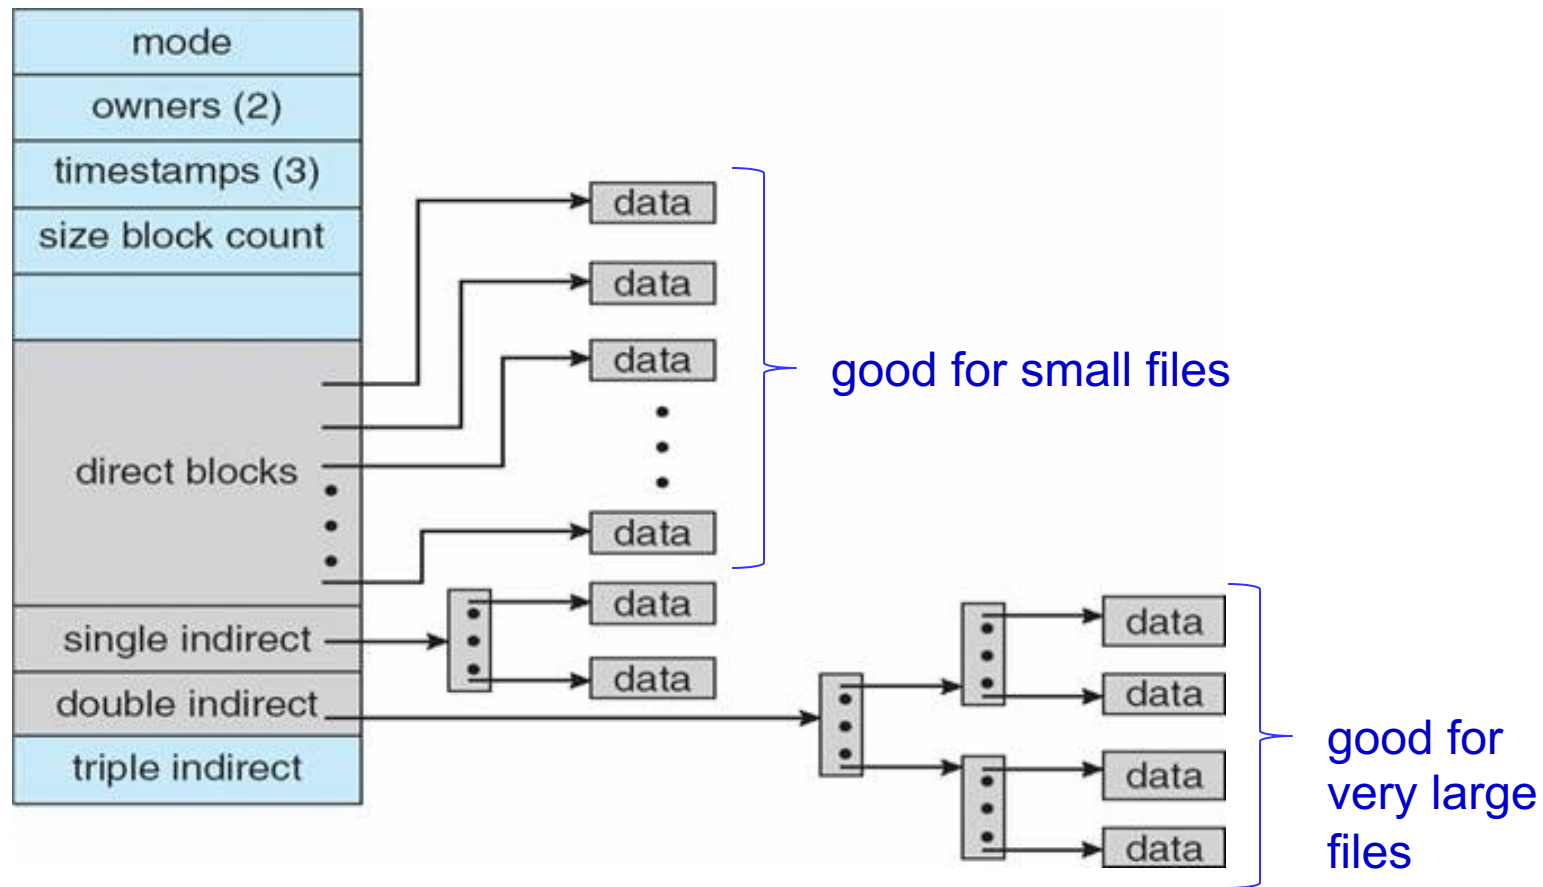 mode
owners (2)
timestamps (3)
size block count
direct blocks
single indirect
double indirect
triple indirect
data
data
data
data
data
data
good for small files
data
data
data
data
good for
very large
files